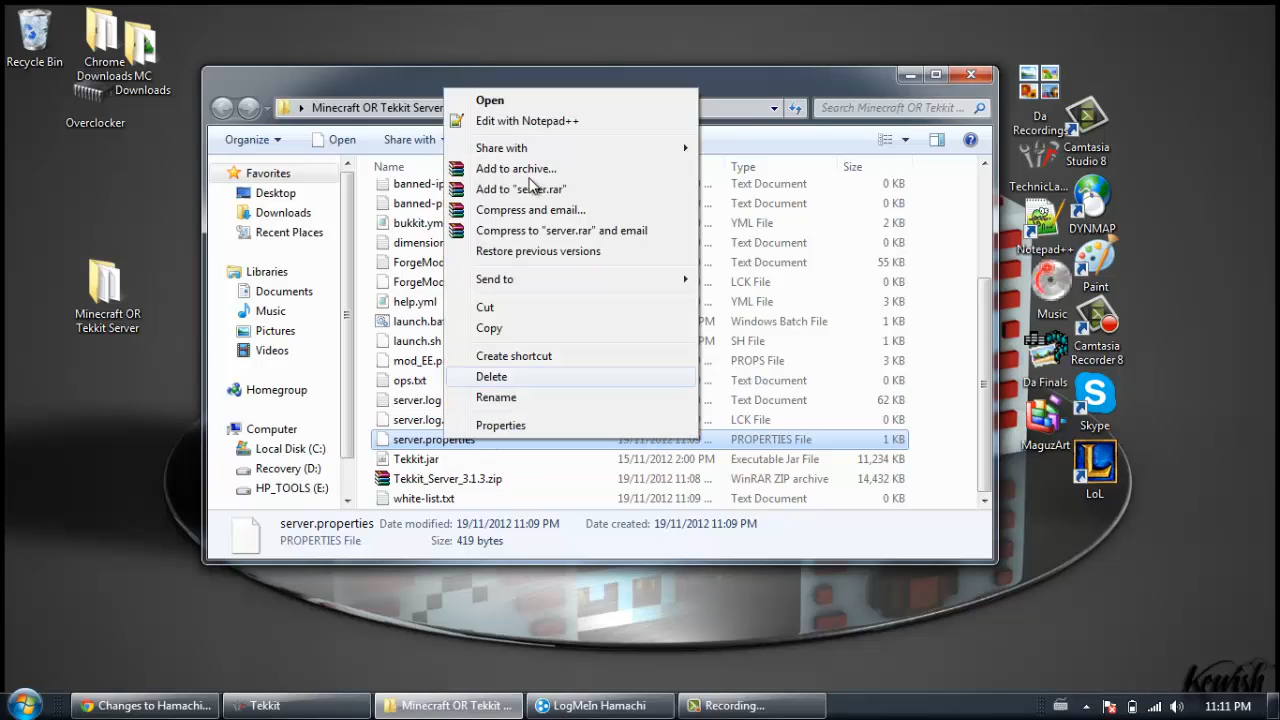 Recycle Bin
Chrome Downloads
MC Downloads
Overclocker
Minecraft OR
Tekkit Server
Minecraft OR Tekkit Server
Search Minecraft OR Tekkit ...
Organize
Open
Share with
Favorites
Desktop
Downloads
Recent Places
Libraries
Documents
Music
Pictures
Videos
Homegroup
Computer
Local Disk (C:)
Recovery (D:)
HP_TOOLS (E:)
Name
Type
Size
banned-ip
... Text Document 0 KB
banned-p
... Text Document 0 KB
bukkit.ym
... YML File 2 KB
dimension
... Text Document 0 KB
ForgeMod
... Text Document 55 KB
ForgeMod
... LCK File 0 KB
help.yml
... YML File 3 KB
launch.ba
PM Windows Batch File 1 KB
launch.sh
PM SH File 1 KB
mod_EE.p
... PROPS File 3 KB
ops.txt
... Text Document 0 KB
server.log
... Text Document 62 KB
server.log.
... LCK File 0 KB
server.properties 19/11/2012 11:09 ... PROPERTIES File 1 KB
Tekkit.jar 15/11/2012 2:00 PM Executable Jar File 11,234 KB
Tekkit_Server_3.1.3.zip 19/11/2012 11:08 ... WinRAR ZIP archive 14,432 KB
white-list.txt 19/11/2012 11:09 ... Text Document 0 KB
Open
Edit with Notepad++
Share with
Add to archive...
Add to "server.rar"
Compress and email...
Compress to "server.rar" and email
Restore previous versions
Send to
Cut
Copy
Create shortcut
Delete
Rename
Properties
server.properties Date modified: 19/11/2012 11:09 PM Date created: 19/11/2012 11:09 PM
PROPERTIES File Size: 419 bytes
Da
Recordings
Camtasia
Studio 8
TechnicLa...
DYNMAP
Notepad++
Paint
Music
Camtasia
Recorder 8
Da Finals
Skype
MaguzArt
LoL
Kewish
Changes to Hamachi...
Tekkit
Minecraft OR Tekkit ...
LogMeIn Hamachi
Recording...
11:11 PM